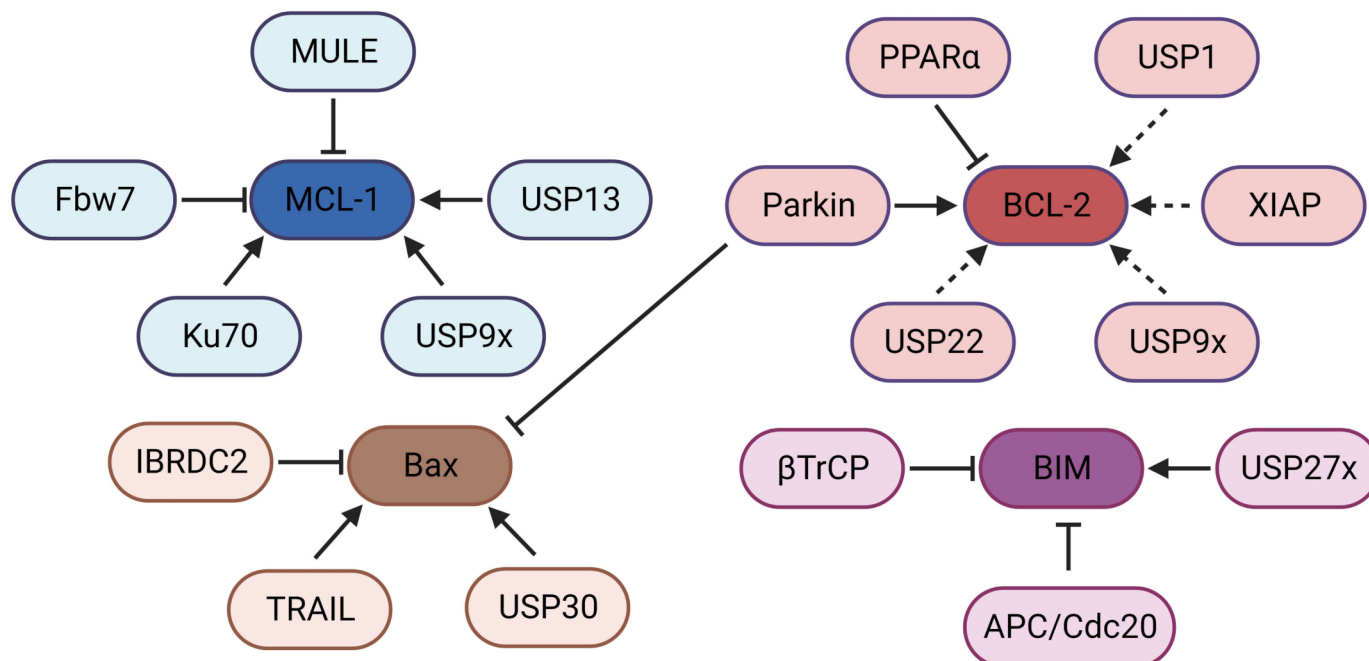 MULE
Fbw7
MCL-1
USP13
Ku70
USP9x
PPARα
USP1
Parkin
BCL-2
XIAP
USP22
USP9x
IBRDC2
Bax
TRAIL
USP30
βTrCP
BIM
USP27x
APC/Cdc20